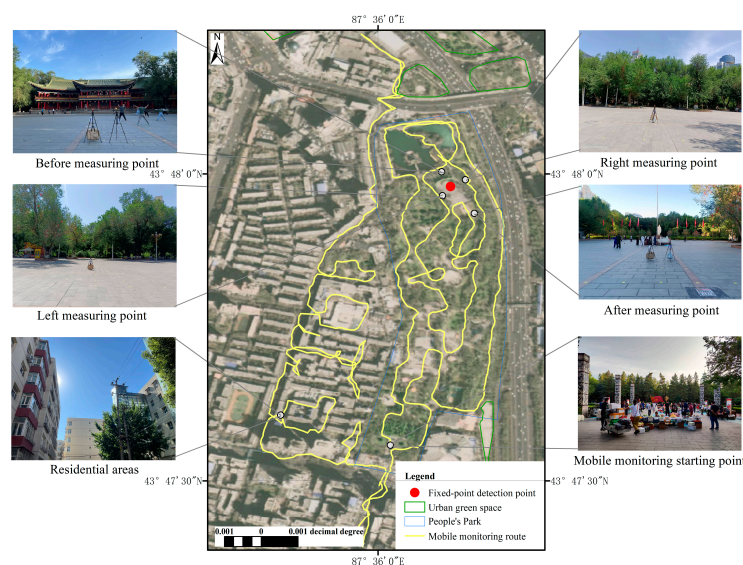 87° 36′0″E
N
Before measuring point
Right measuring point
43° 48′0″N
43° 48′0″N
Left measuring point
After measuring point
Residential areas
Mobile monitoring starting point
43° 47′30″N
43° 47′30″N
Legend
Fixed-point detection point
Urban green space
People's Park
Mobile monitoring route
0.001 0 0.001 decimal degree
87° 36′0″E